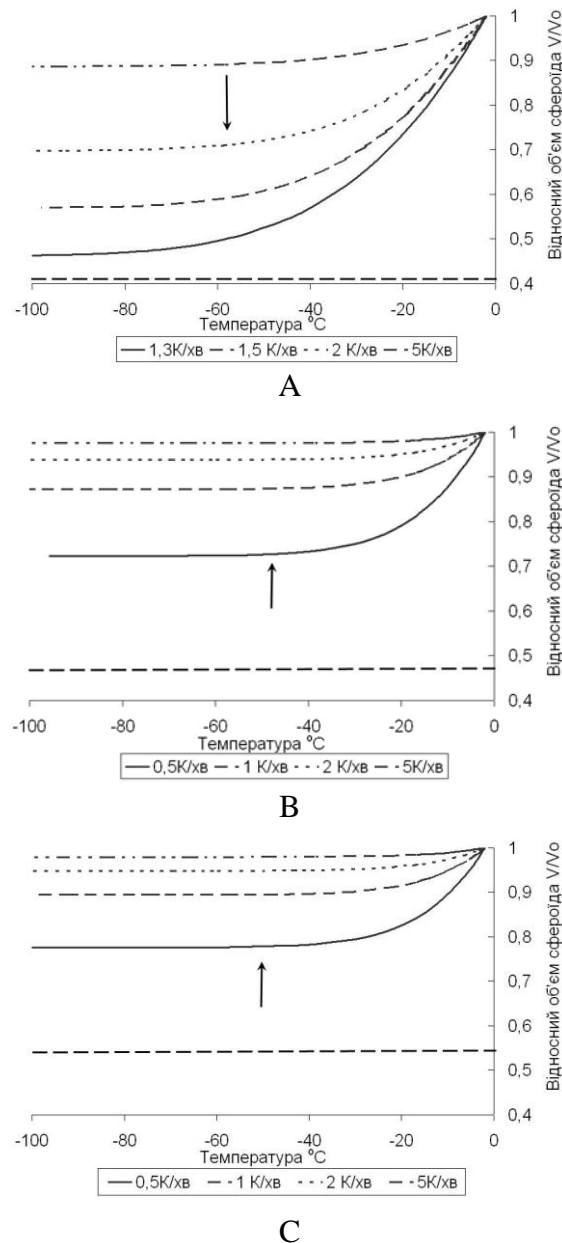 1
0,9
0,8
0,7
0,6
0,5
0,4
Відносний об'єм сфероїда V/Vo
-100 -80 -60 -40 -20 0
Температура °С
1,3К/хв 1,5 К/хв 2 К/хв 5К/хв
A
1
0,9
0,8
0,7
0,6
0,5
0,4
Відносний об'єм сфероїда V/Vo
-100 -80 -60 -40 -20 0
Температура °С
0,5К/хв 1 К/хв 2 К/хв 5К/хв
B
1
0,9
0,8
0,7
0,6
0,5
0,4
Відносний об'єм сфероїда V/Vo
-100 -80 -60 -40 -20 0
Температура °С
0,5К/хв 1 К/хв 2 К/хв 5К/хв
C